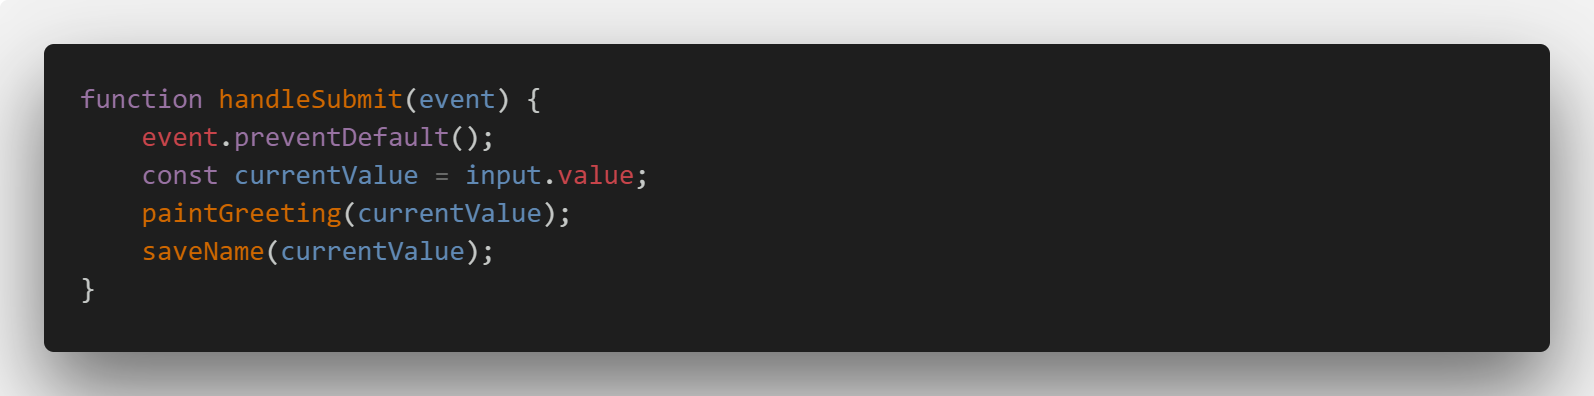 function handleSubmit(event) {
    event.preventDefault();
    const currentValue = input.value;
    paintGreeting(currentValue);
    saveName(currentValue);
}